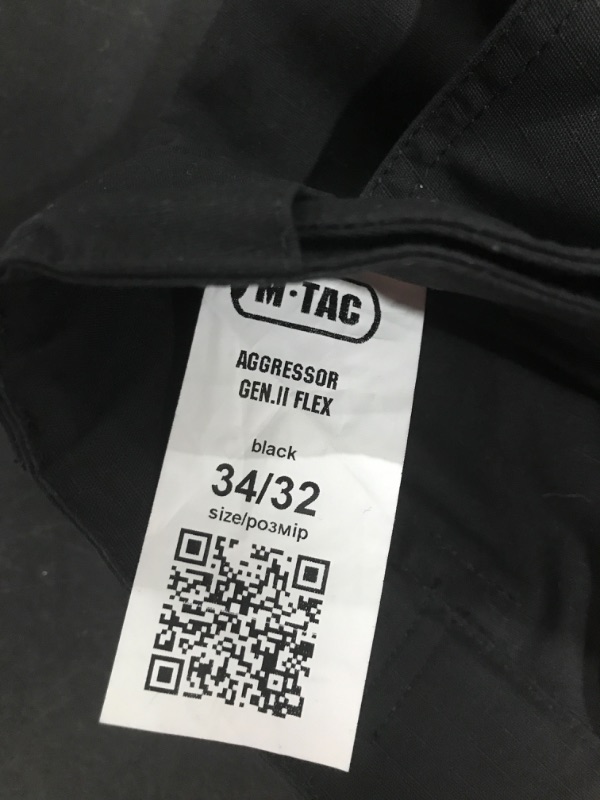 M·TAC
AGGRESSOR
GEN.II FLEX
black
34/32
size/розмір